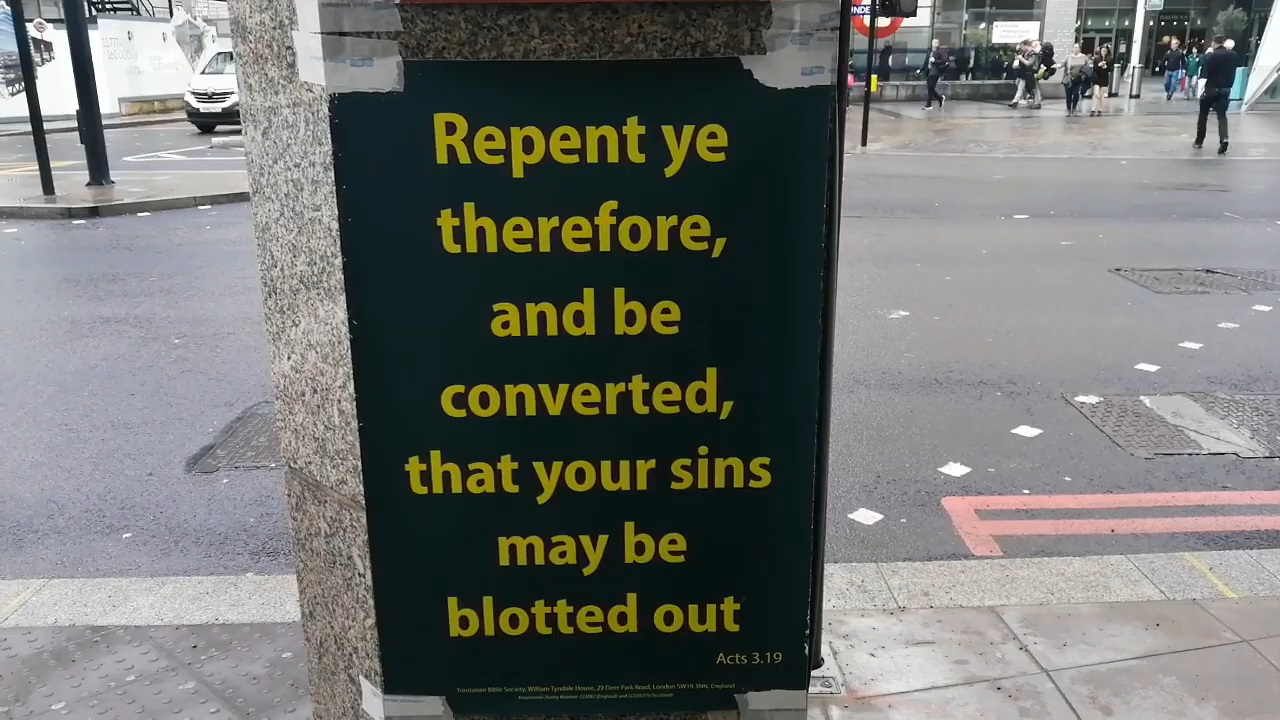 Repent ye
therefore,
and be
converted,
that your sins
may be
blotted out
Acts 3.19
Trinitarian Bible Society, William Tyndale House, 29 Deer Park Road, London SW19 3NN, England